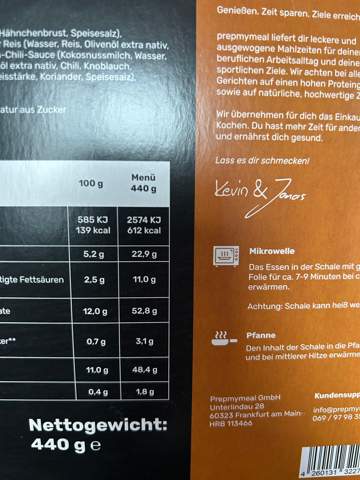 Hähnchenbrust, Speisesalz),
Reis (Wasser, Reis, Olivenöl extra nativ,
-Chili-Sauce (Kokosnussmilch, Wasser,
öl extra nativ, Chili, Knoblauch,
Koriander, Speisesalz).
aus Zucker
100 g
Menü
440 g
585 KJ
139 kcal
2574 KJ
612 kcal
5,2 g
22,9 g
tigte Fettsäuren
2,5 g
11,0 g
ate
12,0 g
52,8 g
ker**
0,7 g
3,1 g
11,0 g
48,4 g
0,4 g
1,8 g
Nettogewicht:
440 g e
Genießen. Zeit sparen. Ziele erreich
prepmymeal liefert dir leckere und
ausgewogene Mahlzeiten für deine
beruflichen Arbeitsalltag und deine
sportlichen Ziele. Wir achten bei alle
Gerichten auf einen hohen Proteing
sowie auf natürliche, hochwertige Z
Wir übernehmen für dich das Einkau
Kochen. Du hast mehr Zeit für ander
und ernährst dich gesund.
Lass es dir schmecken!
Kevin & Jonas
Mikrowelle
Das Essen in der Schale mit g
Folie für ca. 7-9 Minuten bei
erwärmen.
Achtung: Schale kann heiß we
Pfanne
Den Inhalt der Schale in die Pfa
und bei mittlerer Hitze erwärme
Prepmymeal GmbH
Unterlindau 28
60323 Frankfurt am Main
HRB 113466
Kundensupp
info@prepmy
069 / 97 98 35
4 260131 3227